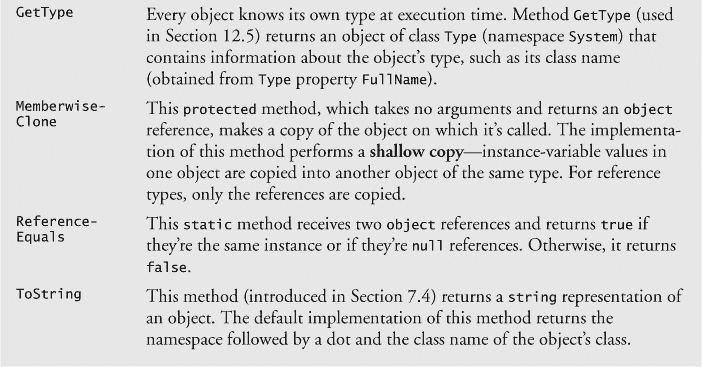 GetType
Every object knows its own type at execution time. Method GetType (used
in Section 12.5) returns an object of class Type (namespace System) that
contains information about the object's type, such as its class name
(obtained from Type property FullName).
Memberwise-
Clone
This protected method, which takes no arguments and returns an object
reference, makes a copy of the object on which it's called. The implementa-
tion of this method performs a shallow copy—instance-variable values in
one object are copied into another object of the same type. For reference
types, only the references are copied.
Reference-
Equals
This static method receives two object references and returns true if
they're the same instance or if they're null references. Otherwise, it returns
false.
ToString
This method (introduced in Section 7.4) returns a string representation of
an object. The default implementation of this method returns the
namespace followed by a dot and the class name of the object's class.